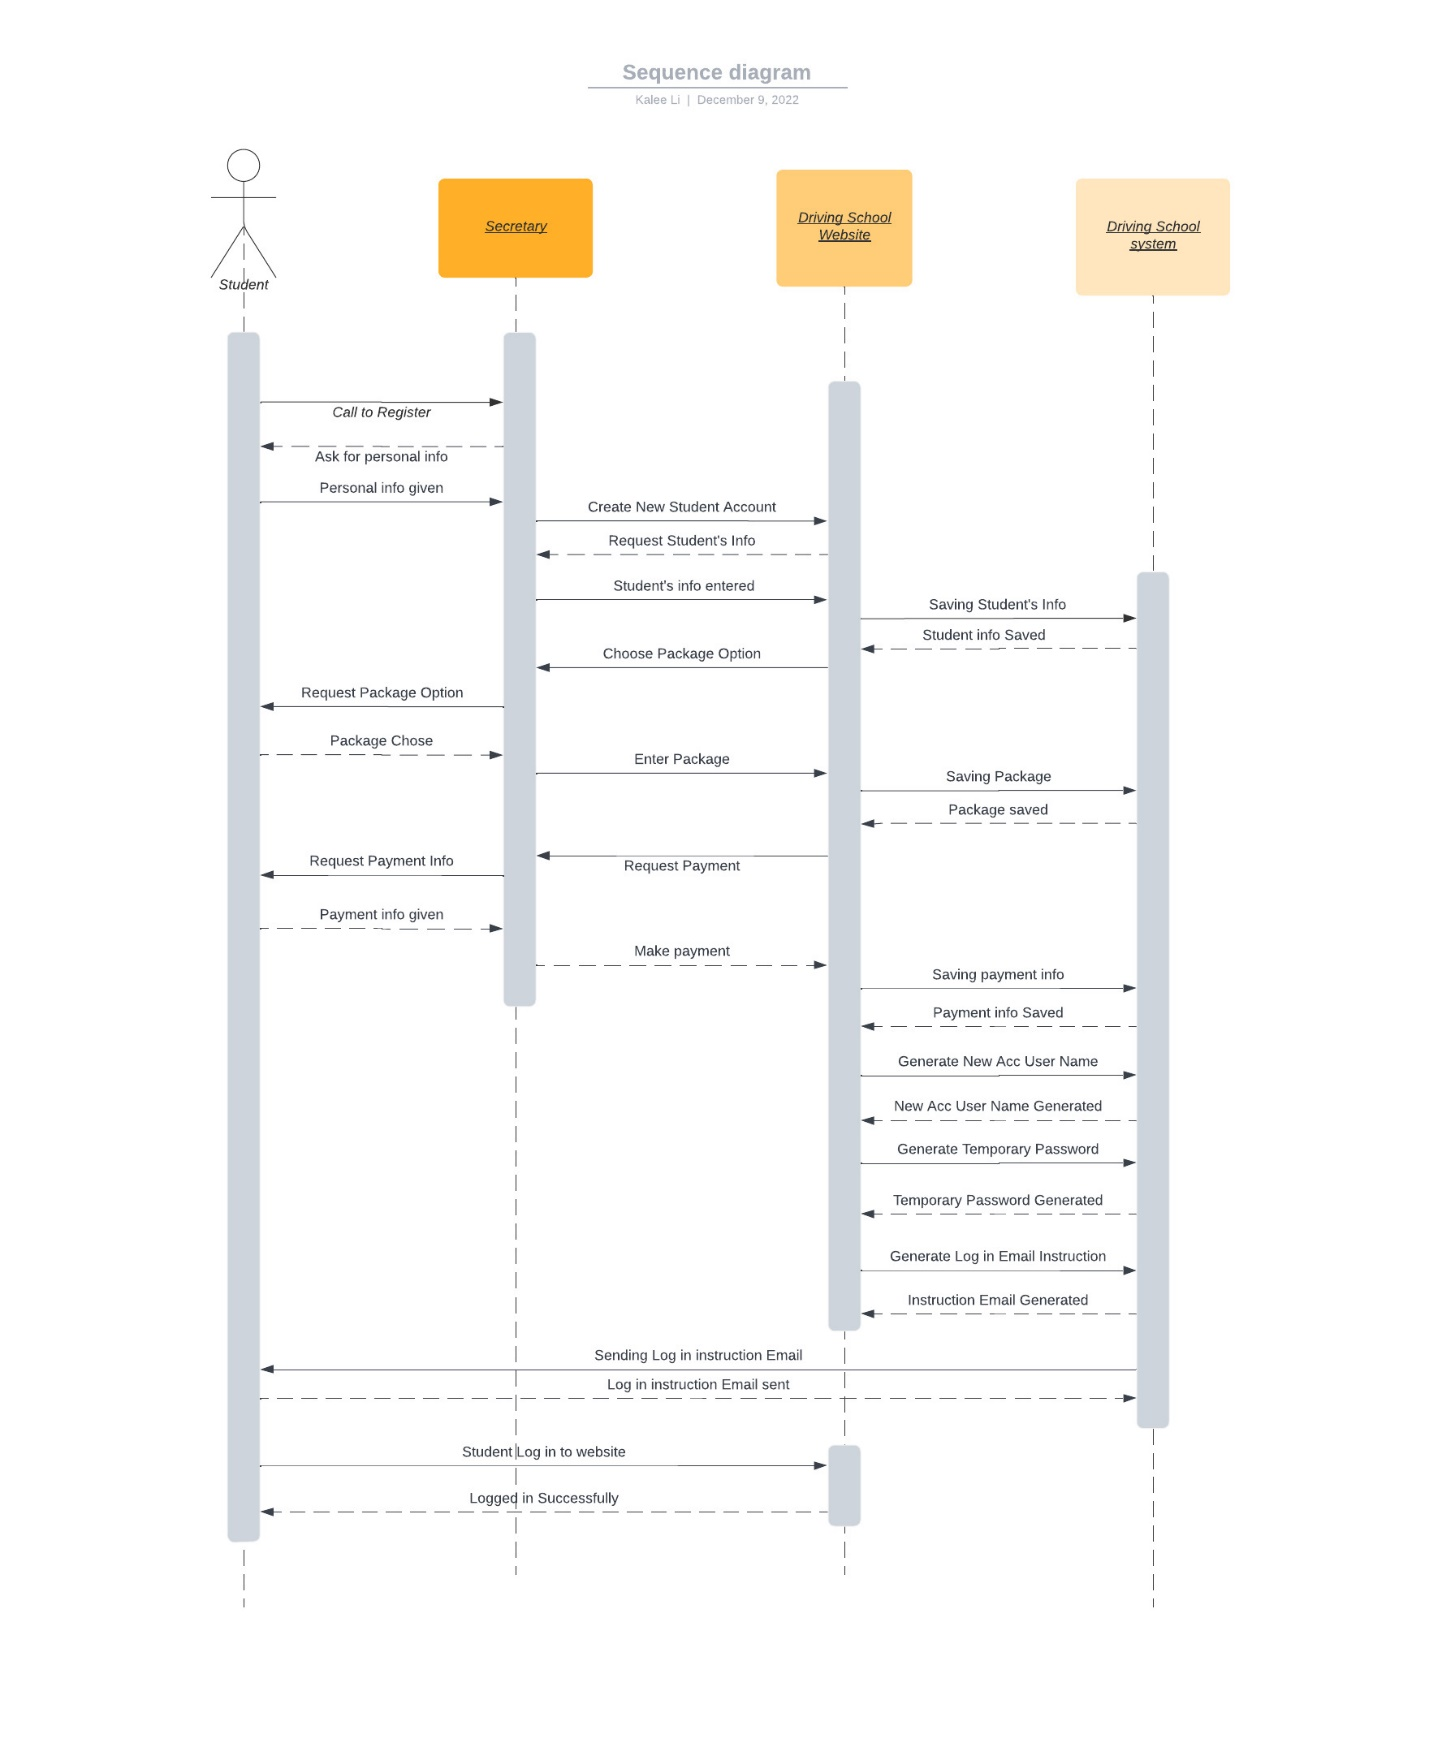 Sequence diagram
Kalee Li | December 9, 2022
Student
Secretary
Driving School
Website
Driving School
system
Call to Register
Ask for personal info
Personal info given
Create New Student Account
Request Student's Info
Student's info entered
Saving Student's Info
Student info Saved
Choose Package Option
Request Package Option
Package Chose
Enter Package
Saving Package
Package saved
Request Payment Info
Request Payment
Payment info given
Make payment
Saving payment info
Payment info Saved
Generate New Acc User Name
New Acc User Name Generated
Generate Temporary Password
Temporary Password Generated
Generate Log in Email Instruction
Instruction Email Generated
Sending Log in instruction Email
Log in instruction Email sent
Student Log in to website
Logged in Successfully